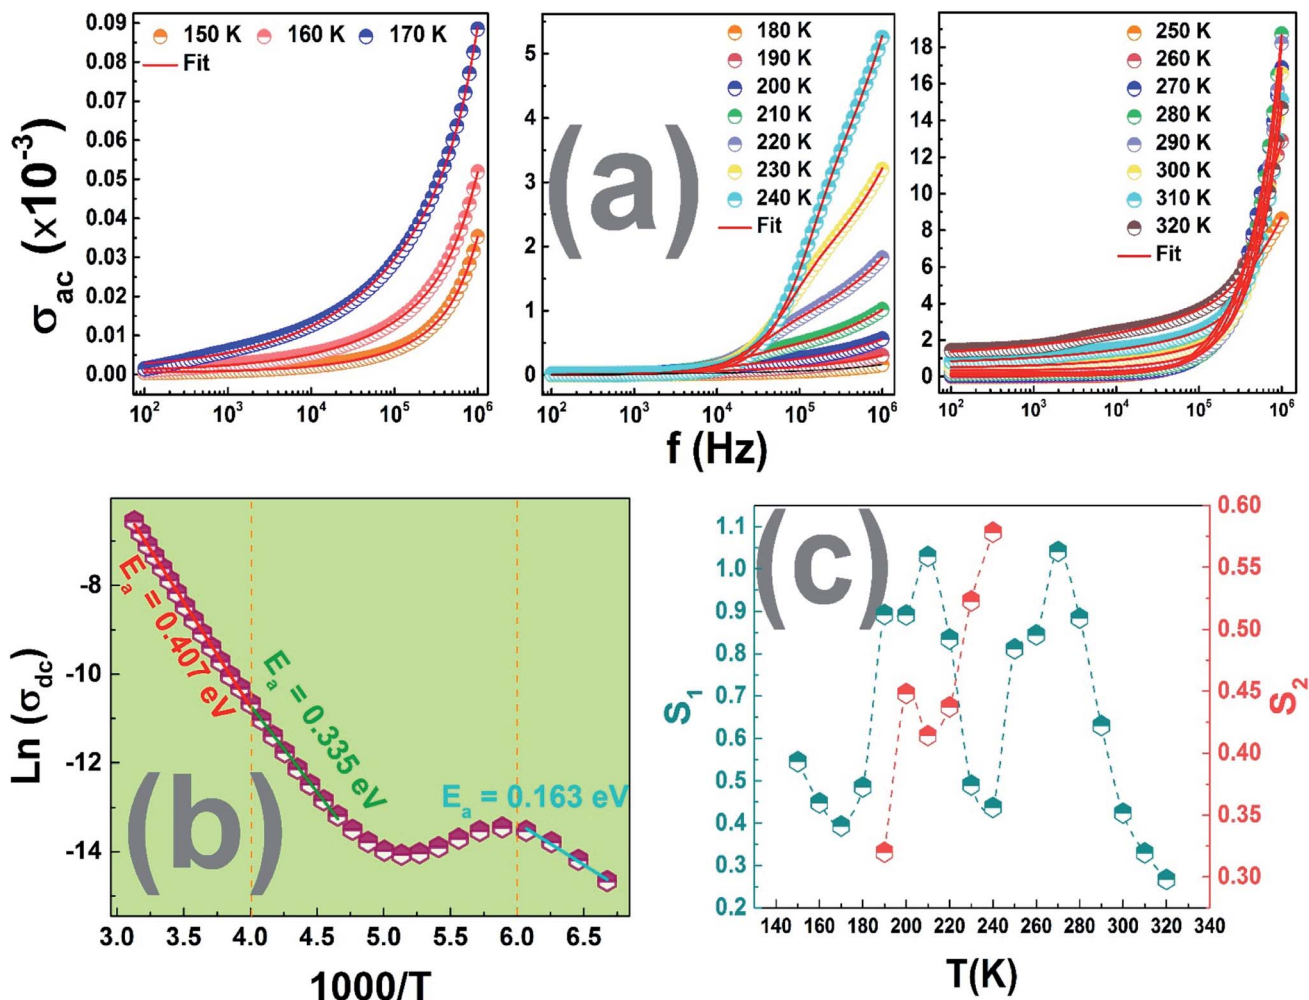 σac (x10-3)
0.09
0.08
0.07
0.06
0.05
0.04
0.03
0.02
0.01
0.00
150 K 160 K 170 K
Fit
10² 10³ 10⁴ 10⁵ 10⁶
5
4
3
2
1
0
180 K
190 K
200 K
210 K
220 K
230 K
240 K
Fit
(a)
10² 10³ 10⁴ 10⁵ 10⁶
18
16
14
12
10
8
6
4
2
0
250 K
260 K
270 K
280 K
290 K
300 K
310 K
320 K
Fit
10² 10³ 10⁴ 10⁵ 10⁶
f (Hz)
Ln (σdc)
-8
-10
-12
-14
Ea = 0.407 eV
Ea = 0.335 eV
Ea = 0.163 eV
(b)
3.0 3.5 4.0 4.5 5.0 5.5 6.0 6.5
1000/T
S1
1.1
1.0
0.9
0.8
0.7
0.6
0.5
0.4
0.3
0.2
(c)
0.60
0.55
0.50
0.45
0.40
0.35
0.30
S2
140 160 180 200 220 240 260 280 300 320 340
T(K)